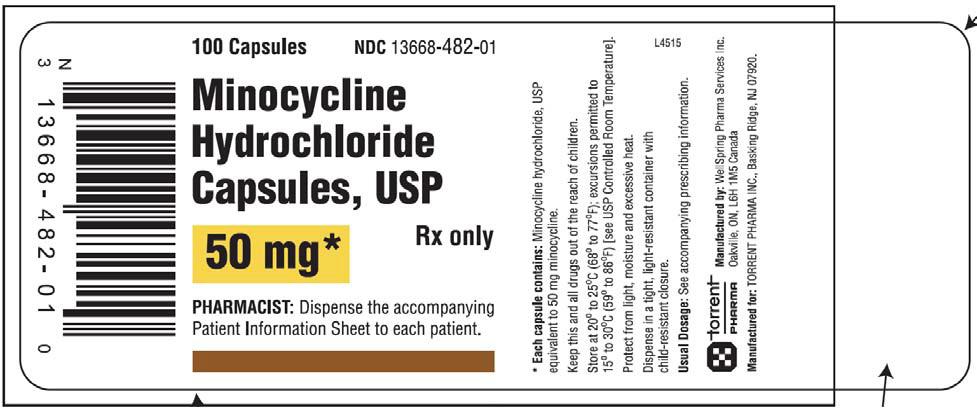 N
3 13668-482-01 0
100 Capsules NDC 13668-482-01
Minocycline
Hydrochloride
Capsules, USP
50 mg*
Rx only
PHARMACIST: Dispense the accompanying
Patient Information Sheet to each patient.
* Each capsule contains: Minocycline hydrochloride, USP
equivalent to 50 mg minocycline.
Keep this and all drugs out of the reach of children.
Store at 20° to 25°C (68° to 77°F); excursions permitted to
15° to 30°C (59° to 86°F) [see USP Controlled Room Temperature].
Protect from light, moisture and excessive heat.
Dispense in a tight, light-resistant container with
child-resistant closure.
Usual Dosage: See accompanying prescribing information.
L4515
torrent
PHARMA
Manufactured by: WellSpring Pharma Services Inc.
Oakville, ON, L6H 1M5 Canada
Manufactured for: TORRENT PHARMA INC., Basking Ridge, NJ 07920.